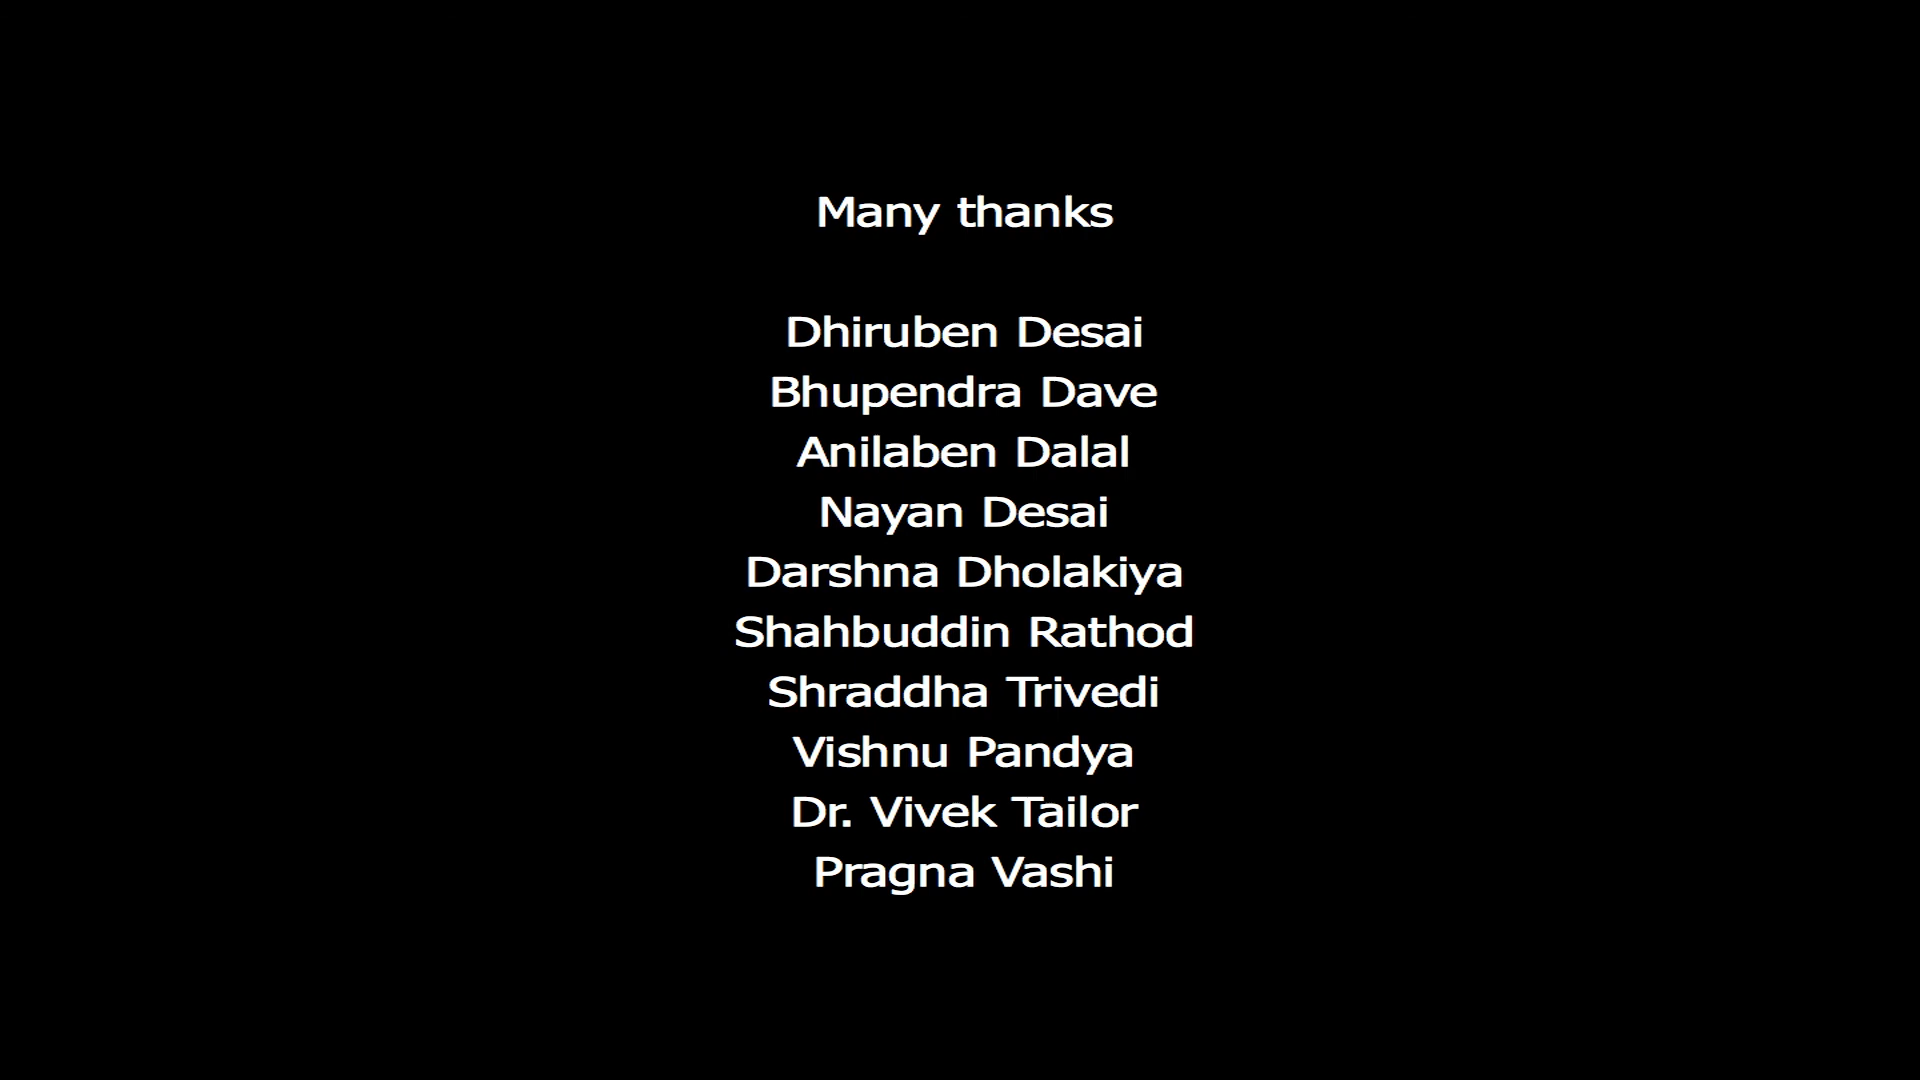 Many thanks
Dhiruben Desai
Bhupendra Dave
Anilaben Dalal
Nayan Desai
Darshna Dholakiya
Shahbuddin Rathod
Shraddha Trivedi
Vishnu Pandya
Dr. Vivek Tailor
Pragna Vashi